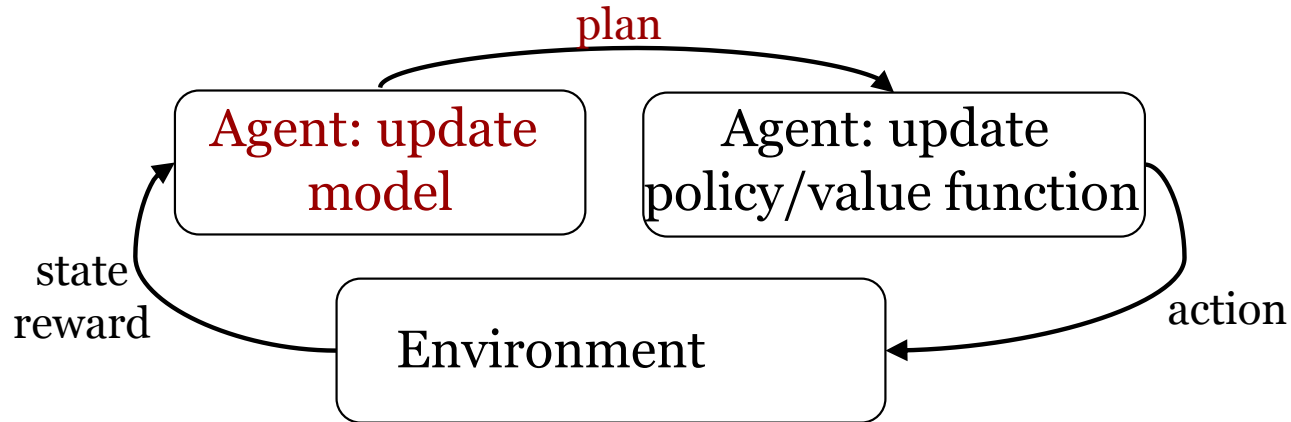 plan
Agent: update
model
Agent: update
policy/value function
state
reward
action
Environment